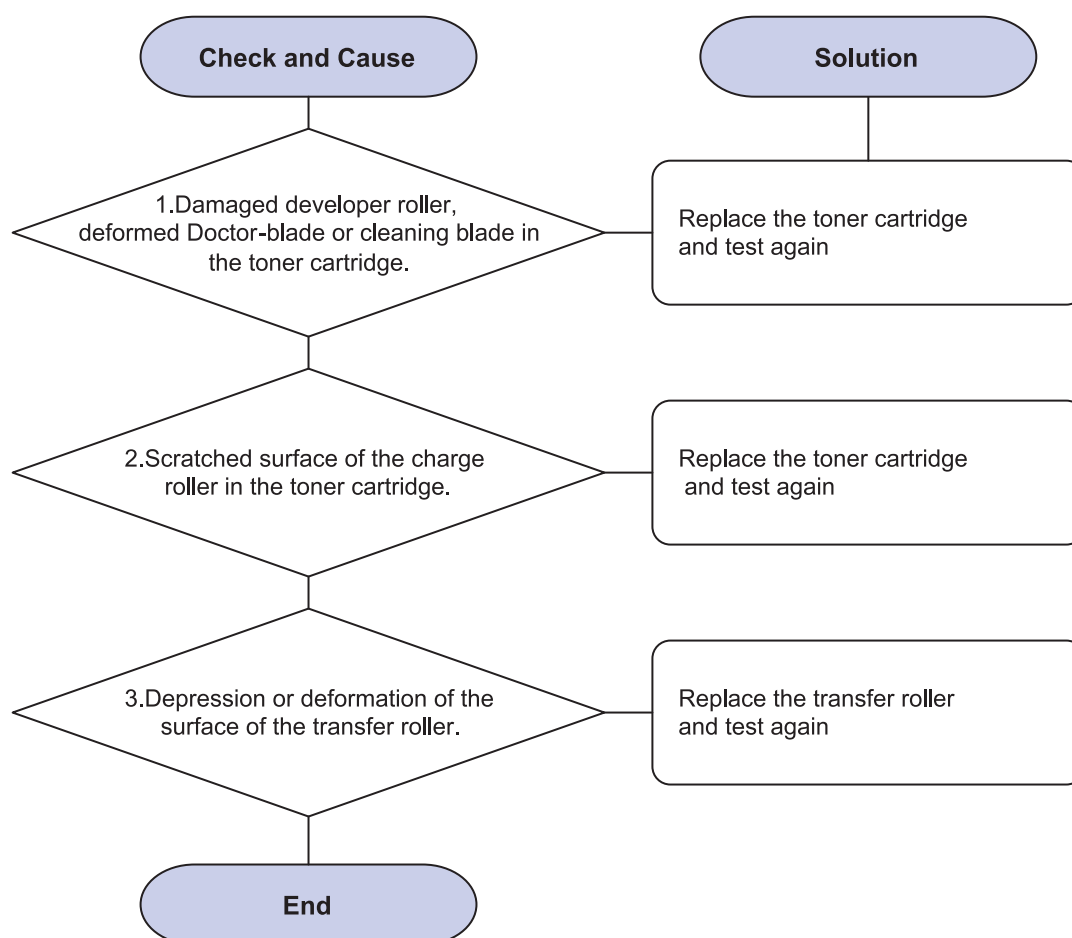 Check and Cause
Solution
1.Damaged developer roller,
deformed Doctor-blade or cleaning blade in
the toner cartridge.
Replace the toner cartridge
and test again
2.Scratched surface of the charge
roller in the toner cartridge.
Replace the toner cartridge
and test again
3.Depression or deformation of the
surface of the transfer roller.
Replace the transfer roller
and test again
End